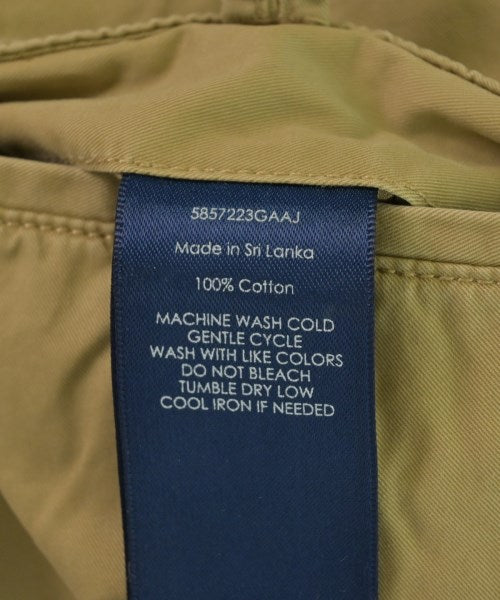 5857223GAAJ
Made in Sri Lanka
100% Cotton
MACHINE WASH COLD
GENTLE CYCLE
WASH WITH LIKE COLORS
DO NOT BLEACH
TUMBLE DRY LOW
COOL IRON IF NEEDED